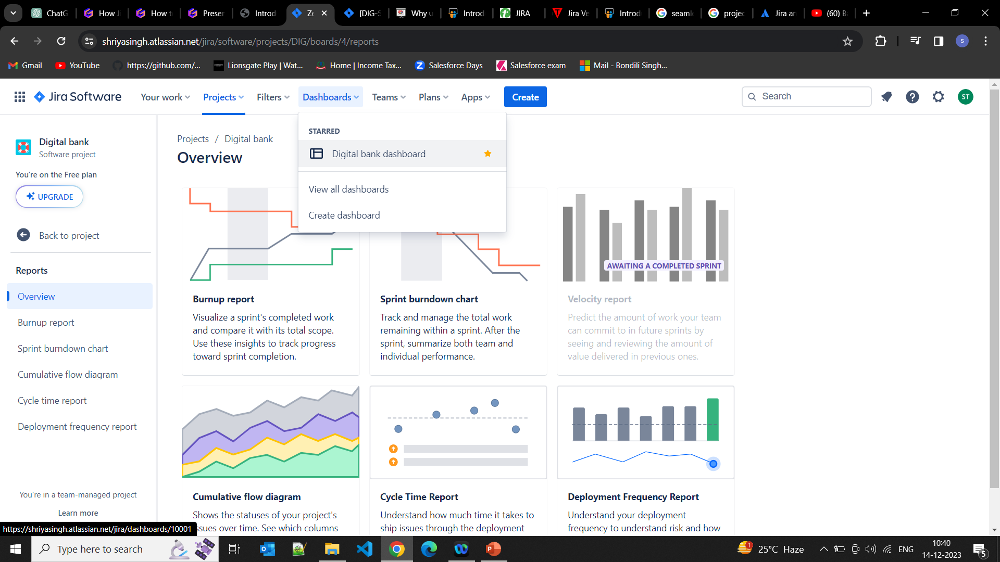 ChatG
How Ji
How to
Preser
Introd
Ze
[DIG-S
Why u
Introd
JIRA
Jira Ve
Introd
seaml
projec
Jira an
(60) Ba
shriyasingh.atlassian.net/jira/software/projects/DIG/boards/4/reports
S
Gmail
YouTube
https://github.com/...
Lionsgate Play | Wat...
Home | Income Tax...
Salesforce Days
Salesforce exam
Mail - Bondili Singh...
Jira Software
Your work
Projects
Filters
Dashboards
Teams
Plans
Apps
Create
Search
ST
Digital bank
Software project
You're on the Free plan
UPGRADE
Back to project
Reports
Overview
Burnup report
Sprint burndown chart
Cumulative flow diagram
Cycle time report
Deployment frequency report
You're in a team-managed project
Learn more
https://shriyasingh.atlassian.net/jira/dashboards/10001
Projects / Digital bank
Overview
STARRED
Digital bank dashboard
View all dashboards
Create dashboard
Burnup report
Visualize a sprint's completed work
and compare it with its total scope.
Use these insights to track progress
toward sprint completion.
Sprint burndown chart
Track and manage the total work
remaining within a sprint. After the
sprint, summarize both team and
individual performance.
AWAITING A COMPLETED SPRINT
Velocity report
Predict the amount of work your team
can commit to in future sprints by
seeing and reviewing the amount of
value delivered in previous ones.
Cumulative flow diagram
Shows the statuses of your project's
issues over time. See which columns
Cycle Time Report
Understand how much time it takes to
ship issues through the deployment
Deployment Frequency Report
Understand your deployment
frequency to understand risk and how
Type here to search
1
25°C Haze
ENG
10:40
14-12-2023
5